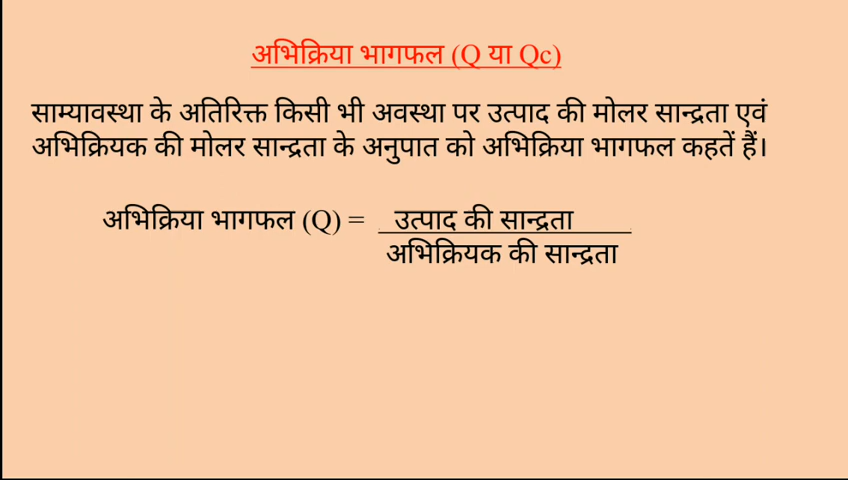 अभिक्रिया भागफल (Q या Qc)
साम्यावस्था के अतिरिक्त किसी भी अवस्था पर उत्पाद की मोलर सान्द्रता एवं
अभिक्रियक की मोलर सान्द्रता के अनुपात को अभिक्रिया भागफल कहतें हैं।
अभिक्रिया भागफल (Q) = उत्पाद की सान्द्रता
अभिक्रियक की सान्द्रता